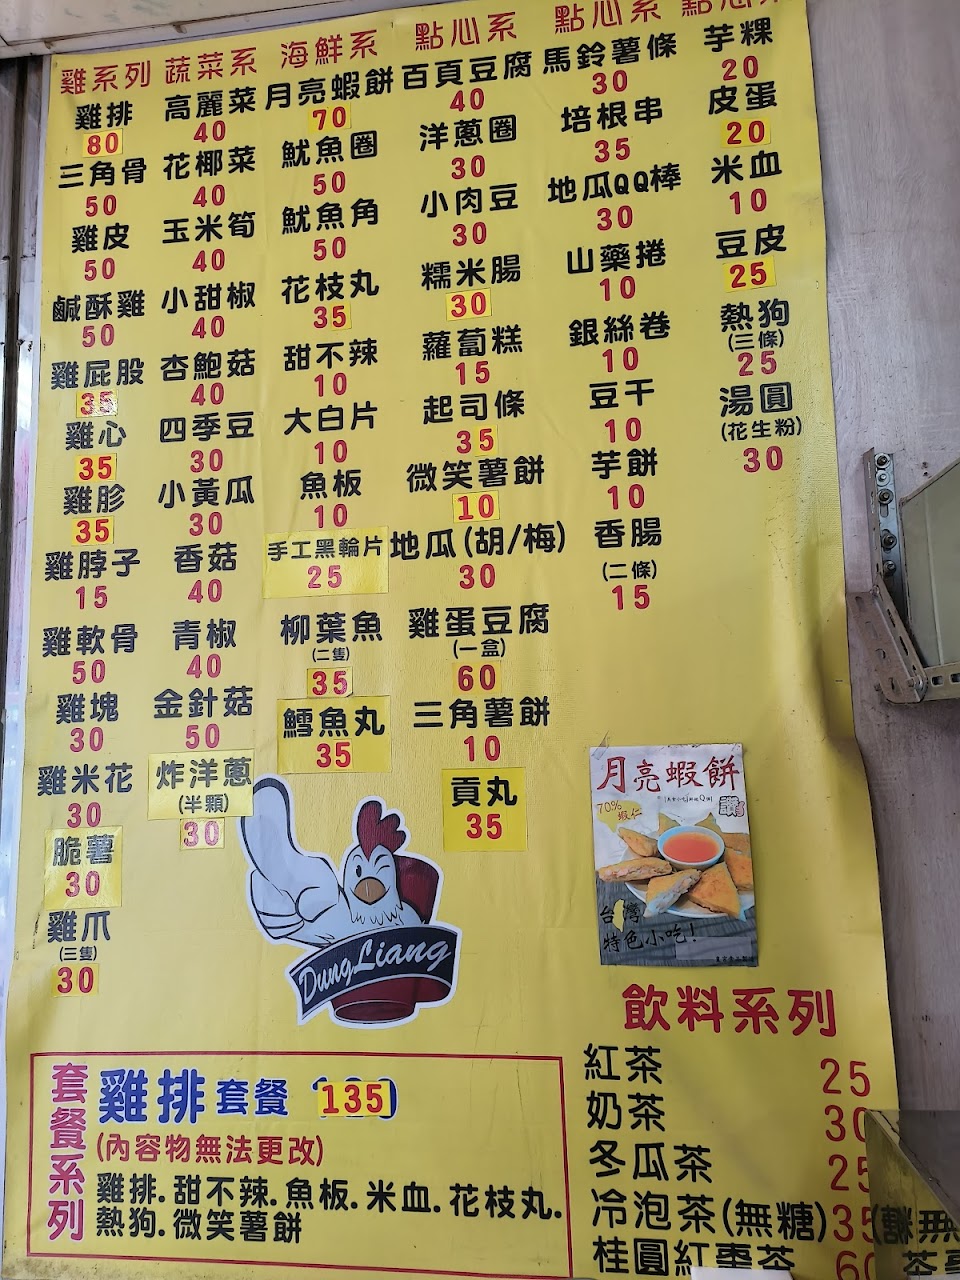 雞系列
雞排
80
三角骨
50
雞皮
50
鹹酥雞
50
雞屁股
35
雞心
35
雞胗
35
雞脖子
15
雞軟骨
50
雞塊
30
雞米花
30
脆薯
30
雞爪
(三隻)
30
蔬菜系
高麗菜
40
花椰菜
40
玉米筍
40
小甜椒
40
杏鮑菇
40
四季豆
30
小黃瓜
30
香菇
40
青椒
40
金針菇
50
炸洋蔥
(半顆)
30
海鮮系
月亮蝦餅
70
魷魚圈
50
魷魚角
50
花枝丸
35
甜不辣
10
大白片
10
魚板
10
手工黑輪片
25
柳葉魚
(二隻)
35
鱈魚丸
35
點心系
百頁豆腐
40
洋蔥圈
30
小肉豆
30
糯米腸
30
蘿蔔糕
15
起司條
35
微笑薯餅
10
地瓜(胡/梅)
30
雞蛋豆腐
(一盒)
60
三角薯餅
10
貢丸
35
點心系
馬鈴薯條
30
培根串
35
地瓜QQ棒
30
山藥捲
10
銀絲卷
10
豆干
10
芋餅
10
香腸
(二條)
15
點心系
芋粿
20
皮蛋
20
米血
10
豆皮
25
熱狗
(三條)
25
湯圓
(花生粉)
30
DungLiang
月亮蝦餅
讚
70%
蝦仁
台灣
特色小吃!
套餐系列
雞排套餐 135
(內容物無法更改)
雞排.甜不辣.魚板.米血.花枝丸.
熱狗.微笑薯餅
飲料系列
紅茶 25
奶茶 30
冬瓜茶 25
冷泡茶(無糖) 35
桂圓紅棗茶 60